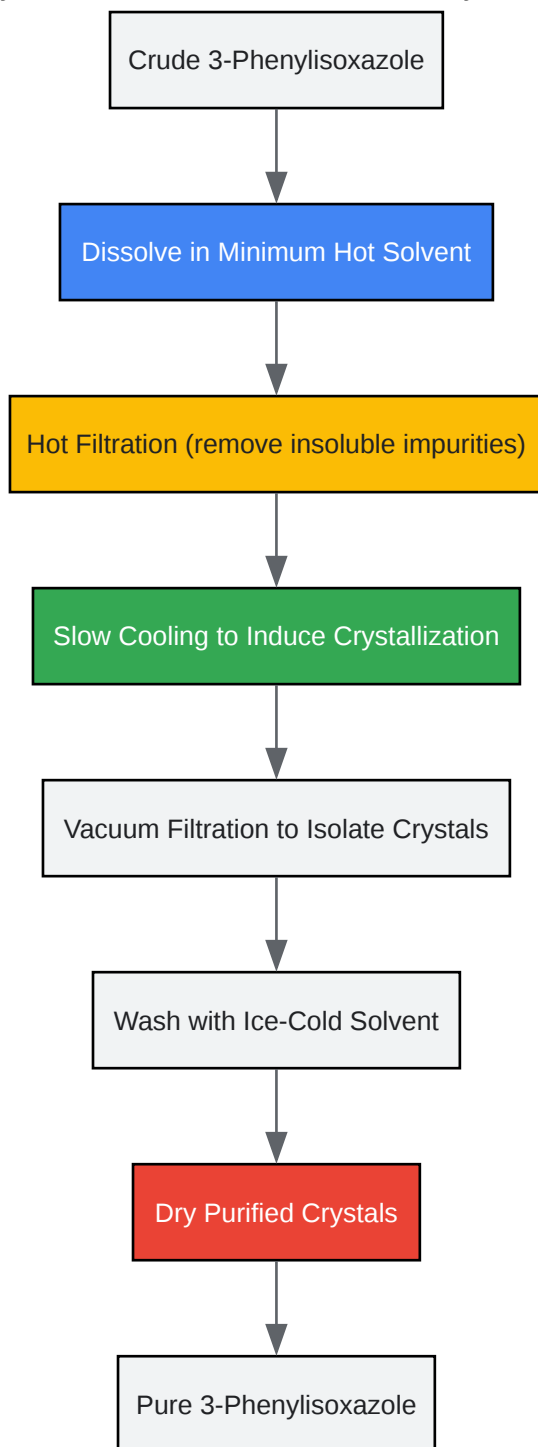 Crude 3-Phenylisoxazole
Dissolve in Minimum Hot Solvent
Hot Filtration (remove insoluble impurities)
Slow Cooling to Induce Crystallization
Vacuum Filtration to Isolate Crystals
Wash with Ice-Cold Solvent
Dry Purified Crystals
Pure 3-Phenylisoxazole